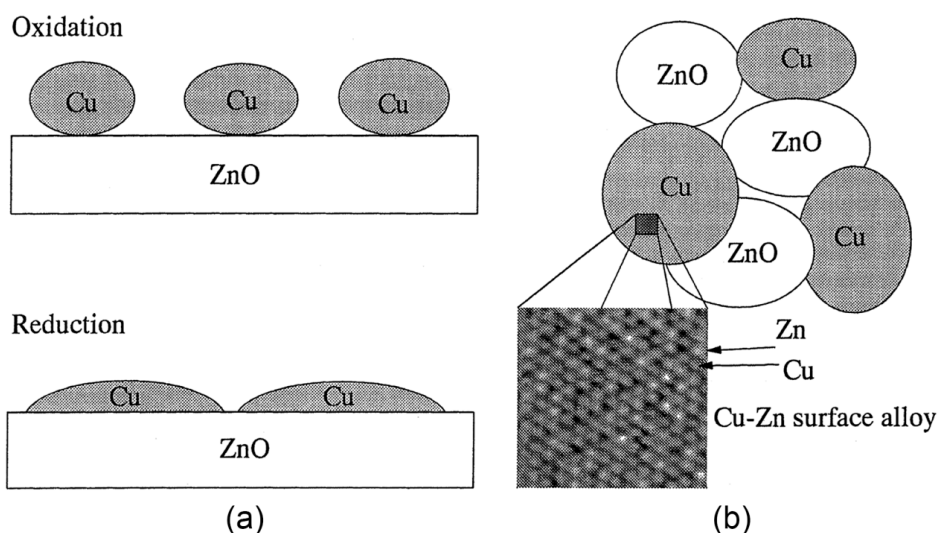 Oxidation
Cu Cu Cu
ZnO
Reduction
Cu Cu
ZnO
(a)
ZnO Cu
ZnO
Cu
Cu
ZnO
Zn
Cu
Cu-Zn surface alloy
(b)